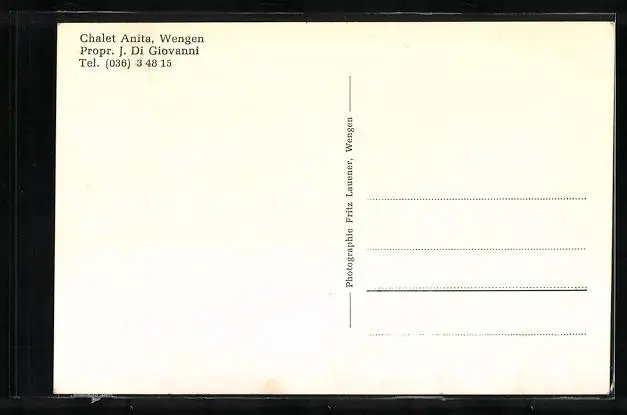 Chalet Anita, Wengen
Propr. J. Di Giovanni
Tel. (036) 3 48 15
Photographie Fritz Lauener, Wengen